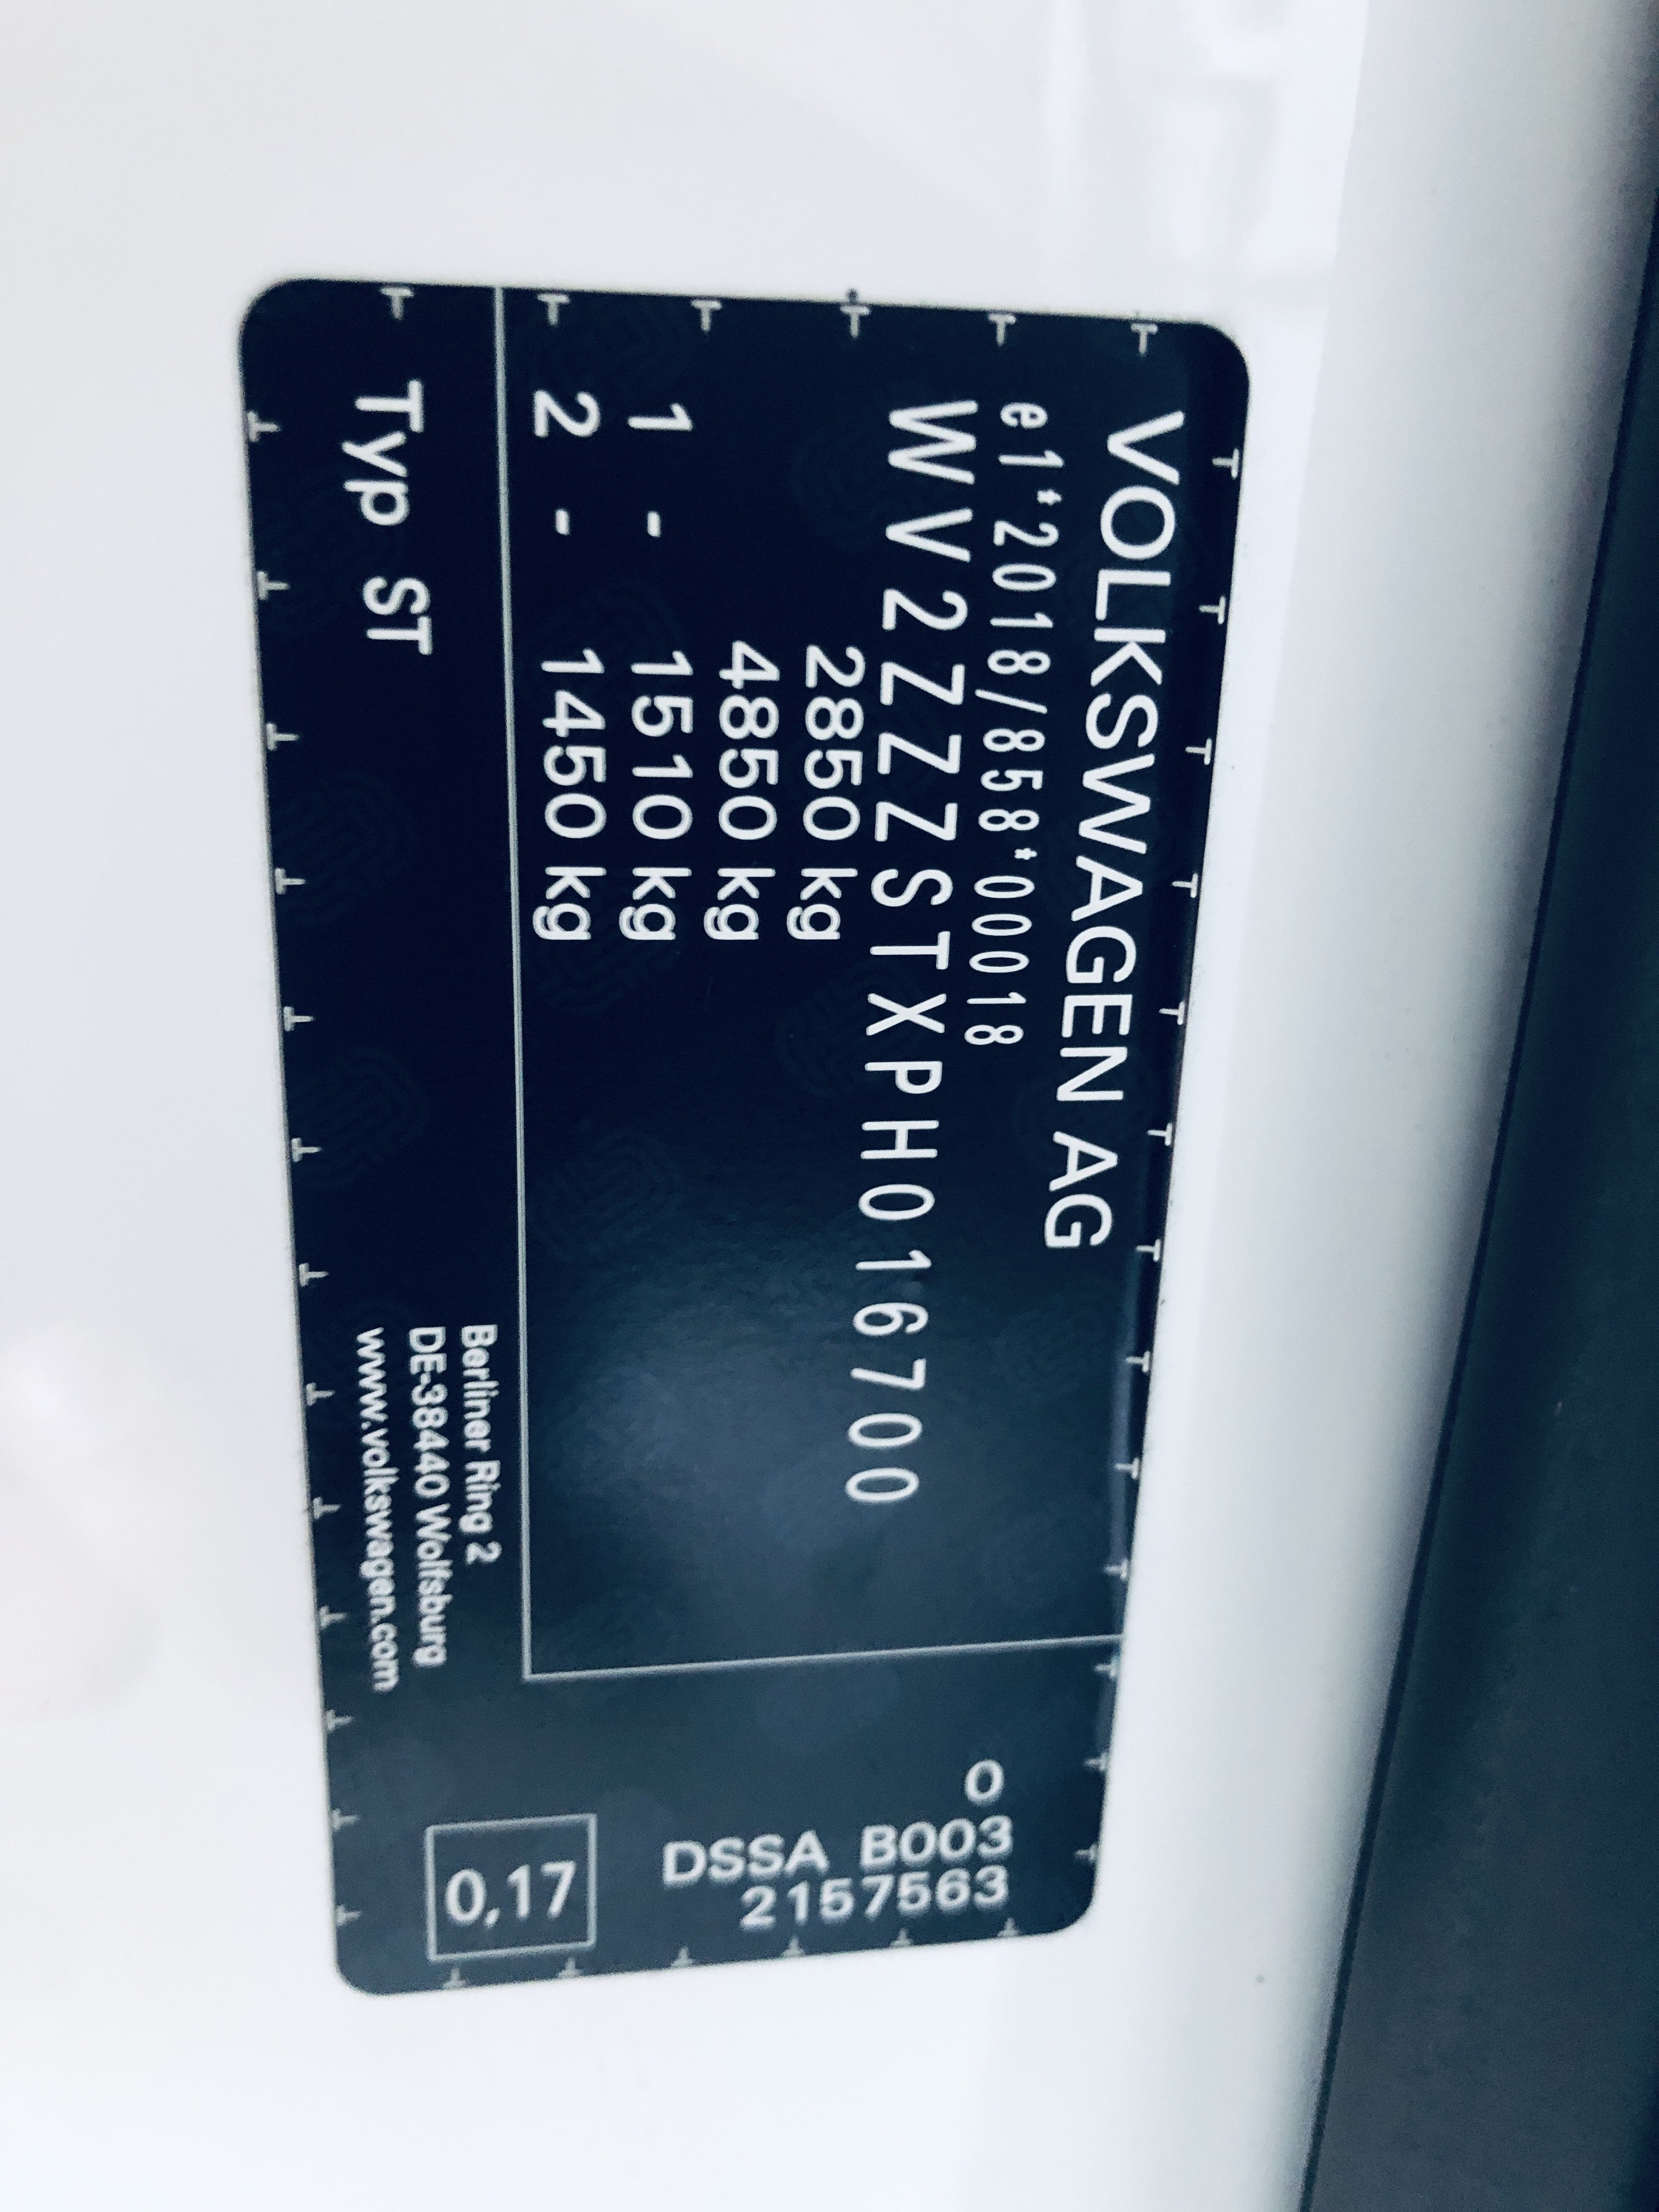 VOLKSWAGEN AG
e1*2018/858*00018
WV2ZZZSTXPH016700
2850 kg
4850 kg
1 - 1510 kg
2 - 1450 kg
Typ ST
Berliner Ring 2
DE-38440 Wolfsburg
www.volkswagen.com
0
DSSA B003
2157563
0,17